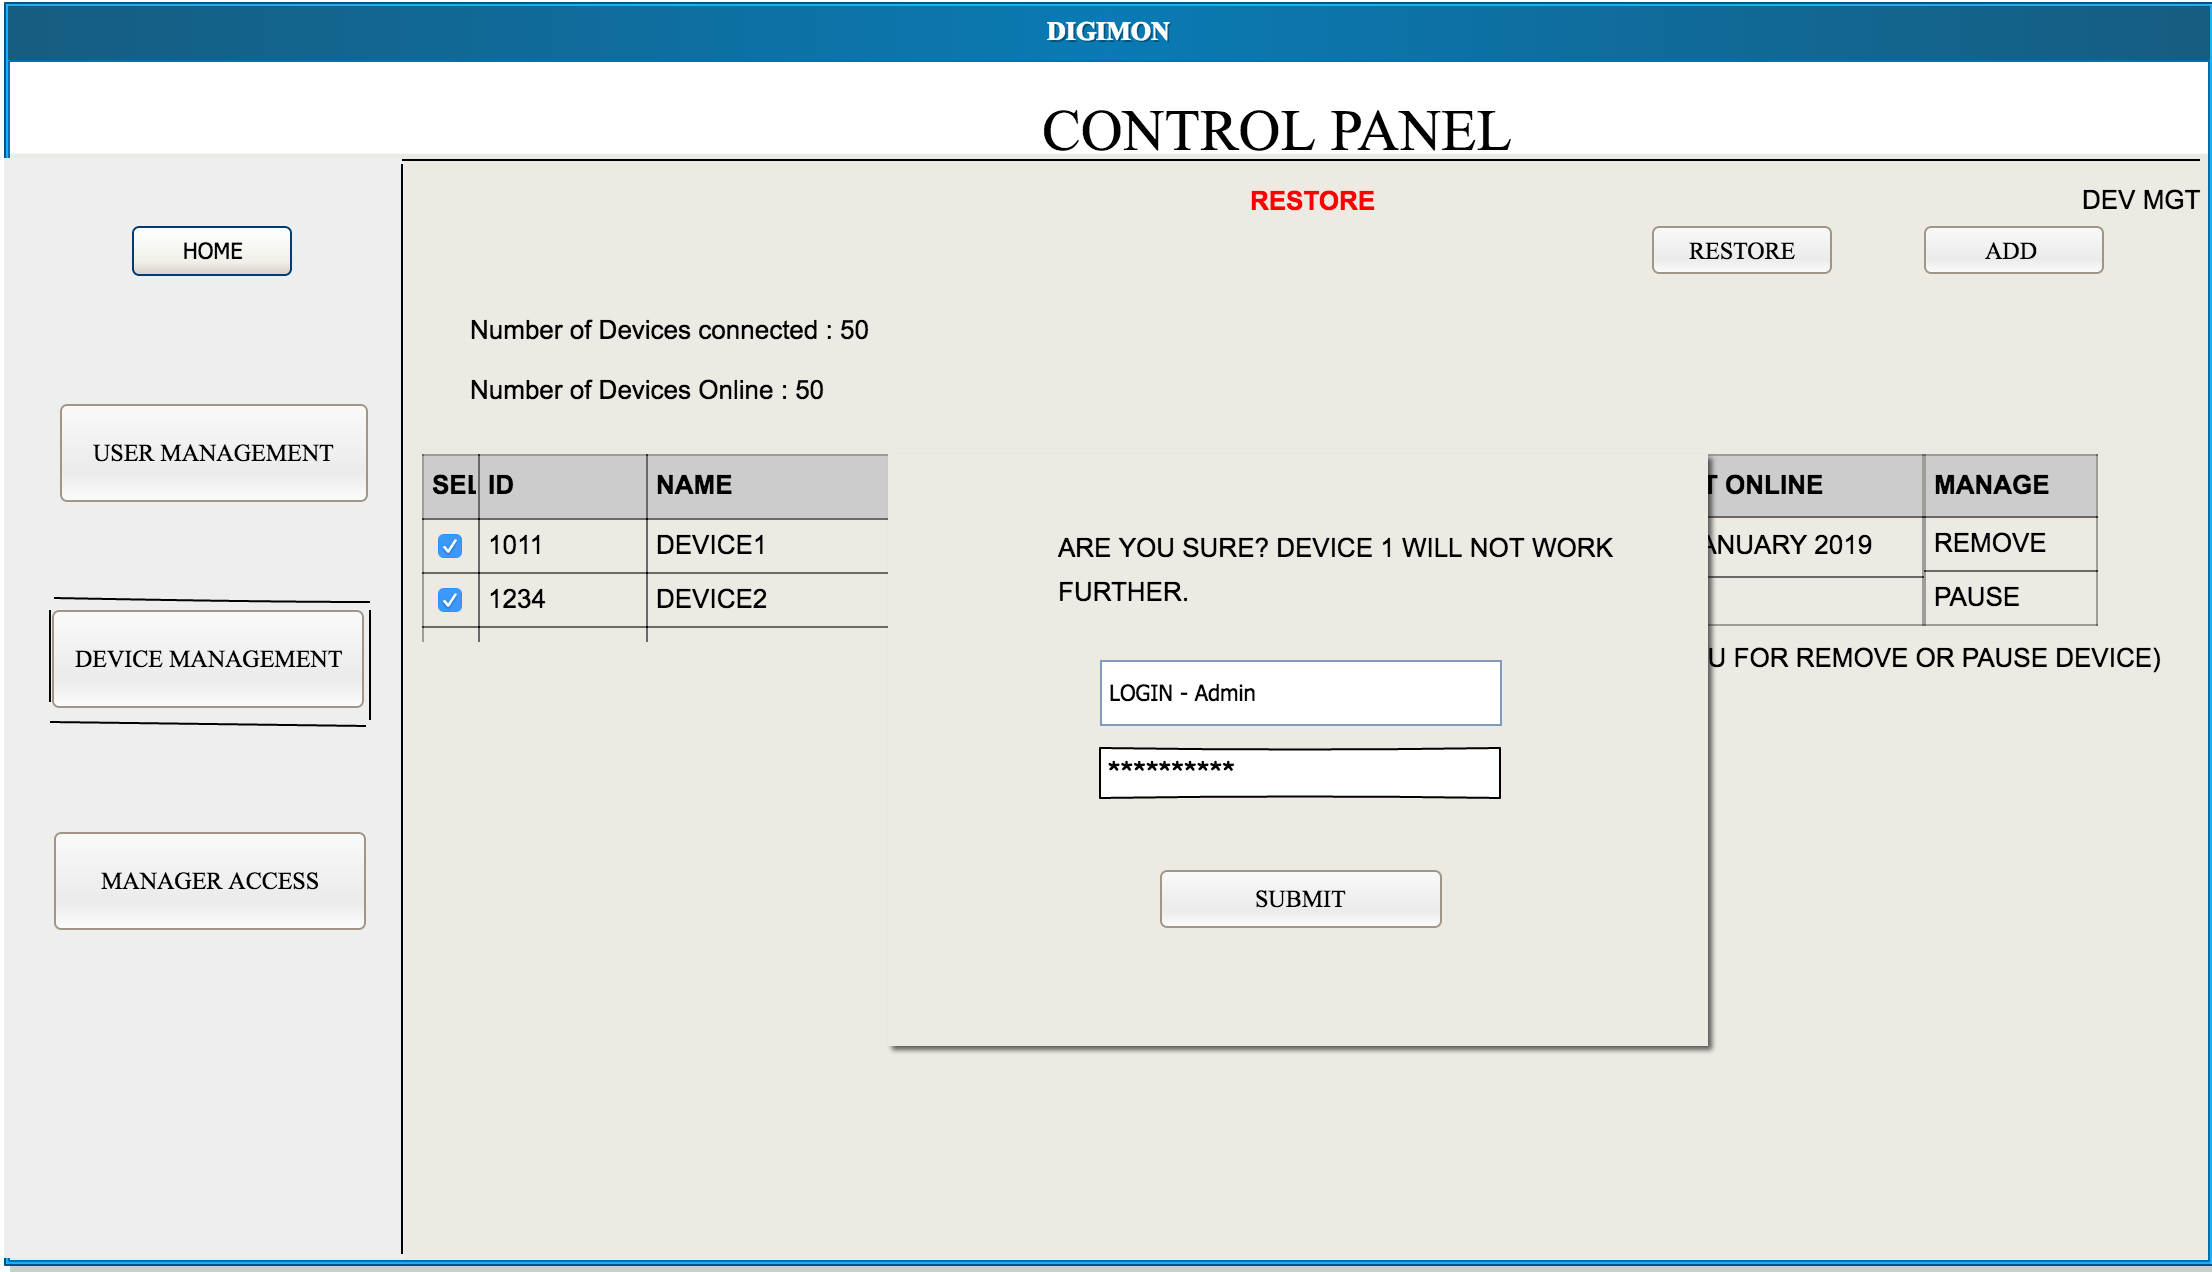 DIGIMON
CONTROL PANEL
RESTORE
DEV MGT
HOME
RESTORE
ADD
Number of Devices connected : 50
Number of Devices Online : 50
USER MANAGEMENT
DEVICE MANAGEMENT
MANAGER ACCESS
SEL ID NAME
1011 DEVICE1
1234 DEVICE2
ARE YOU SURE? DEVICE 1 WILL NOT WORK
FURTHER.
LOGIN - Admin
**********
SUBMIT
T ONLINE MANAGE
ANUARY 2019 REMOVE
PAUSE
U FOR REMOVE OR PAUSE DEVICE)